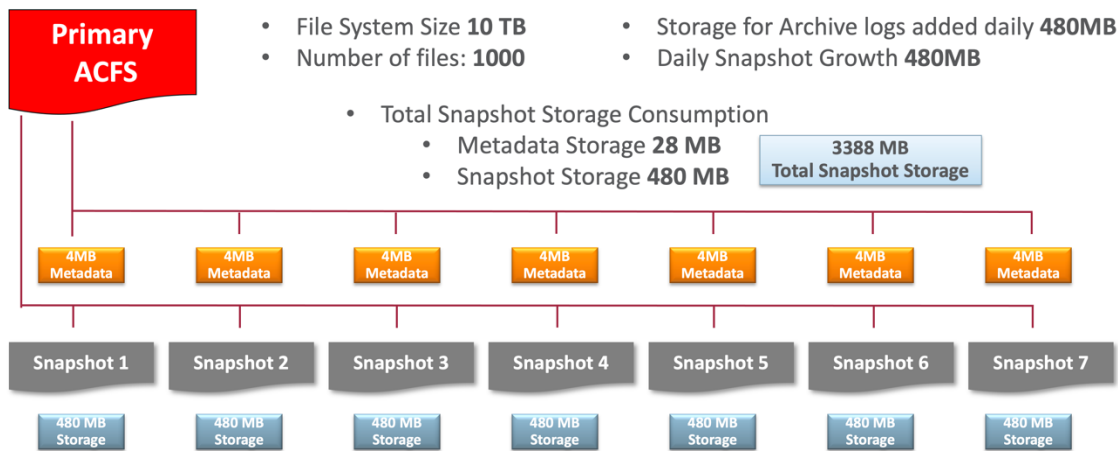 Primary
ACFS
• File System Size 10 TB
• Number of files: 1000
• Storage for Archive logs added daily 480MB
• Daily Snapshot Growth 480MB
• Total Snapshot Storage Consumption
• Metadata Storage 28 MB
• Snapshot Storage 480 MB
3388 MB
Total Snapshot Storage
4MB
Metadata
4MB
Metadata
4MB
Metadata
4MB
Metadata
4MB
Metadata
4MB
Metadata
4MB
Metadata
Snapshot 1
Snapshot 2
Snapshot 3
Snapshot 4
Snapshot 5
Snapshot 6
Snapshot 7
480 MB
Storage
480 MB
Storage
480 MB
Storage
480 MB
Storage
480 MB
Storage
480 MB
Storage
480 MB
Storage